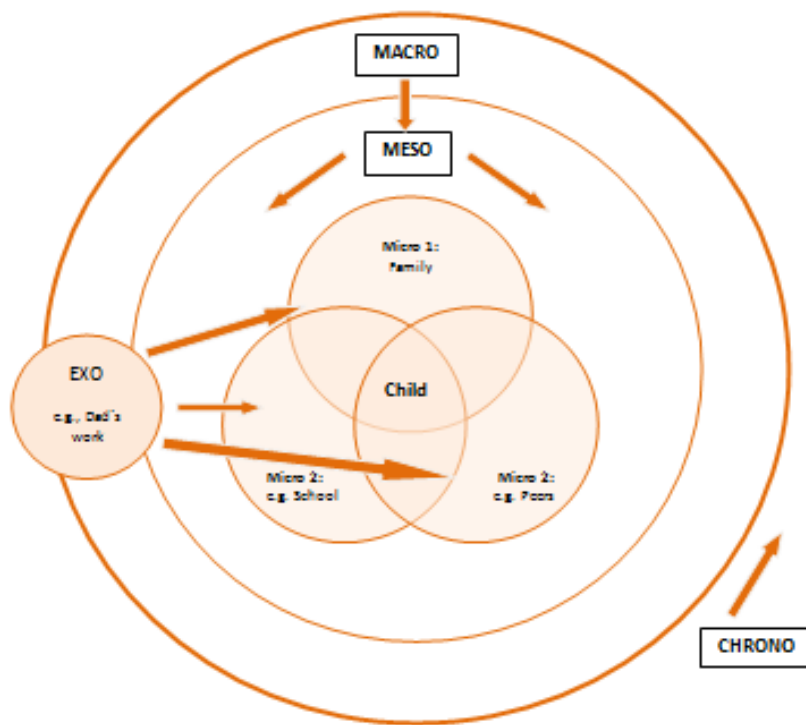 MACRO
MESO
Micro 1:
Family
EXO
e.g., Dad's
work
Child
Micro 2:
e.g. School
Micro 2:
e.g. Peers
CHRONO